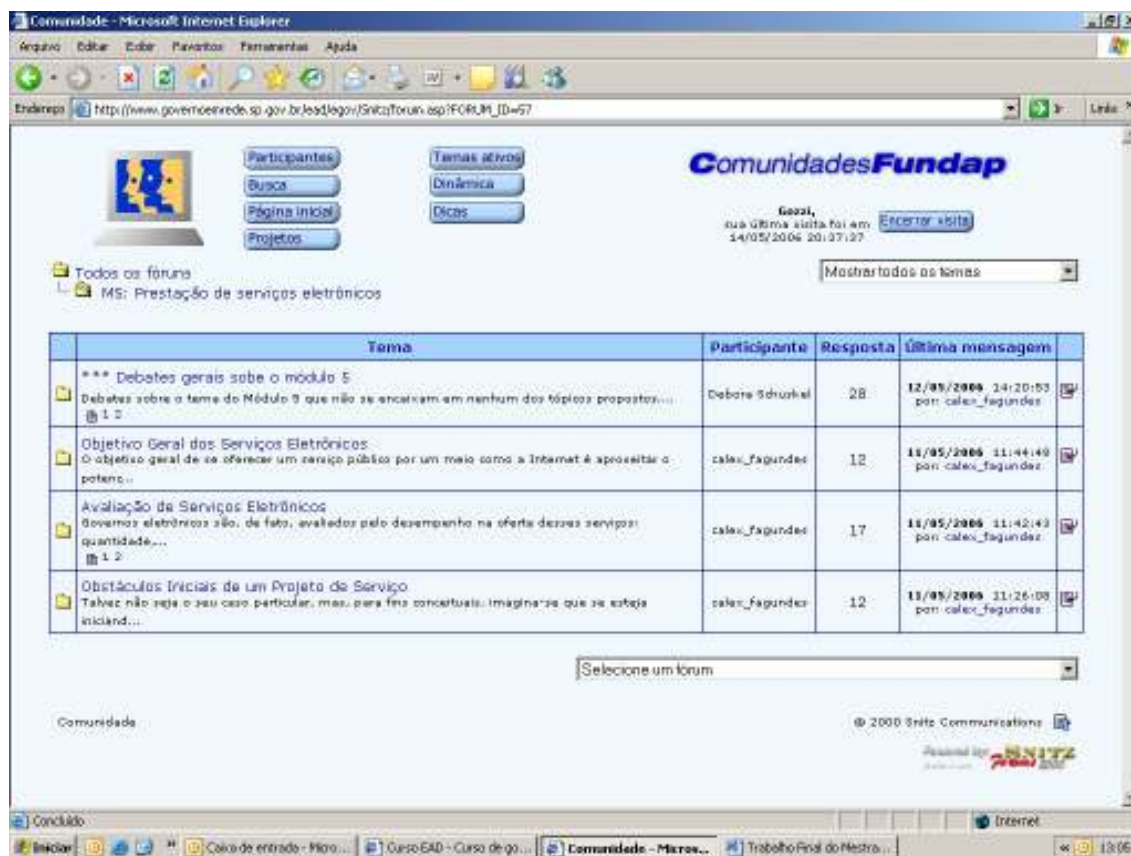 Comunidade - Microsoft Internet Explorer
Arquivo Editar Exibir Favoritos Ferramentas Ajuda
Endereço http://www.governoemrede.sp.gov.br/ead/egov/Snitz/forum.asp?FORUM_ID=57 Links
Participantes Temas ativos
Busca Dinâmica
Página inicial Dicas
Projetos
ComunidadesFundap
Gozzi,
sua última visita foi em
14/05/2006 20:37:37
Encerrar visita
Todos os fóruns
M5: Prestação de serviços eletrônicos
Mostrar todos os temas
Tema Participante Resposta Última mensagem
*** Debates gerais sobe o módulo 5
Debates sobre o tema do Módulo 5 que não se encaixam em nenhum dos tópicos propostos....
1 2
Debora 28 12/05/2006 14:20:53
por: calex_fagundes
Objetivo Geral dos Serviços Eletrônicos
O objetivo geral de se oferecer um serviço público por um meio como a Internet é aproveitar o
potenc...
calex_fagundes 12 11/05/2006 11:44:49
por: calex_fagundes
Avaliação de Serviços Eletrônicos
Governos eletrônicos são, de fato, avaliados pelo desempenho na oferta desses serviços:
quantidade,...
1 2
calex_fagundes 17 11/05/2006 11:42:43
por: calex_fagundes
Obstáculos Iniciais de um Projeto de Serviço
Talvez não seja o seu caso particular, mas, para fins conceituais, imagina-se que se esteja
iniciand...
calex_fagundes 12 11/05/2006 11:26:08
por: calex_fagundes
Selecione um fórum
Comunidade
© 2000 Snitz Communications
Powered by: SNITZ
Forums 2000
Concluído Internet
Iniciar Caixa de entrada - Micro... Curso EAD - Curso de go... Comunidade - Micros... Trabalho Final do Mestra... 13:05